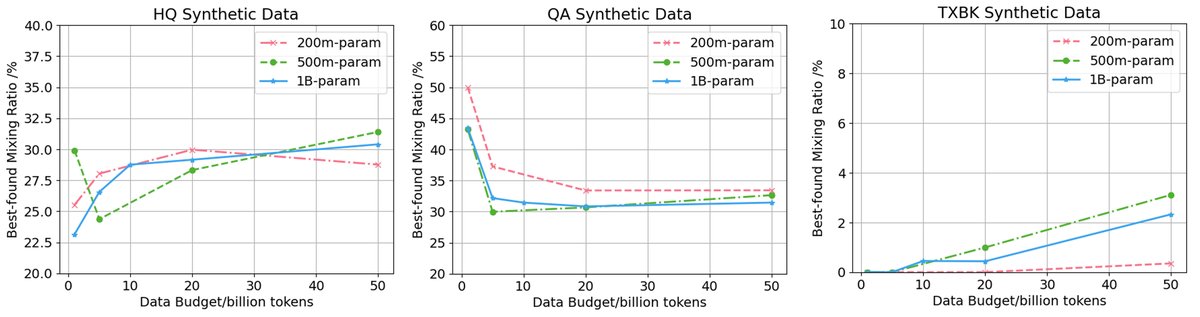 HQ Synthetic Data
Best-found Mixing Ratio /%
40.0
37.5
35.0
32.5
30.0
27.5
25.0
22.5
20.0
200m-param
500m-param
1B-param
0 10 20 30 40 50
Data Budget/billion tokens
QA Synthetic Data
Best-found Mixing Ratio /%
60
55
50
45
40
35
30
25
20
200m-param
500m-param
1B-param
0 10 20 30 40 50
Data Budget/billion tokens
TXBK Synthetic Data
Best-found Mixing Ratio /%
10
8
6
4
2
0
200m-param
500m-param
1B-param
0 10 20 30 40 50
Data Budget/billion tokens